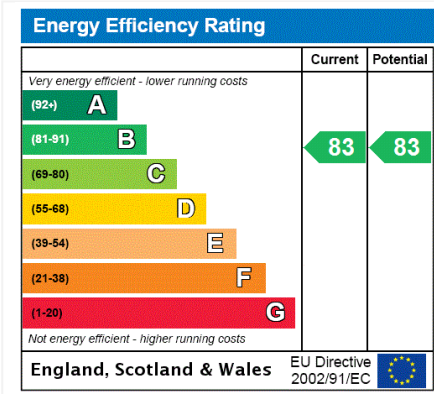 Energy Efficiency Rating
Current Potential
Very energy efficient - lower running costs
(92+) A
(81-91) B
83 83
(69-80) C
(55-68) D
(39-54) E
(21-38) F
(1-20) G
Not energy efficient - higher running costs
England, Scotland & Wales
EU Directive
2002/91/EC